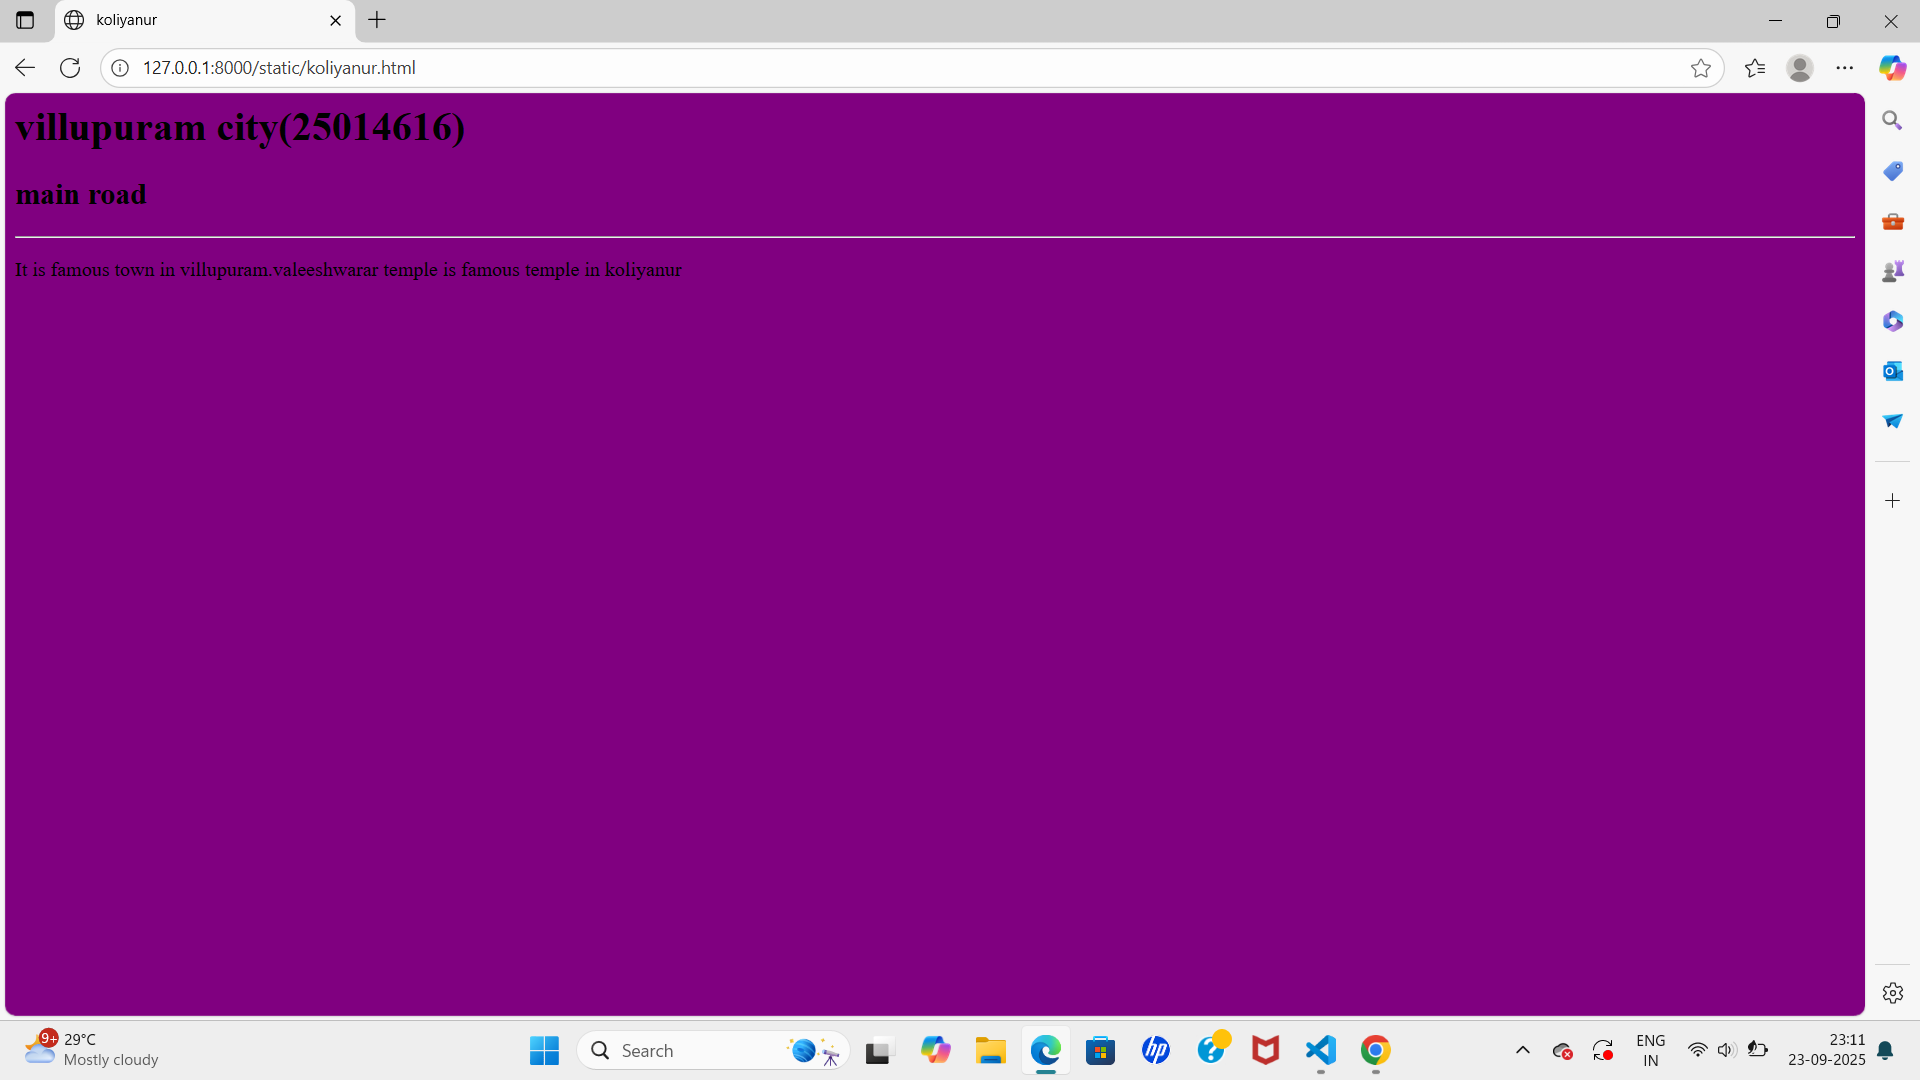 koliyanur
127.0.0.1:8000/static/koliyanur.html
villupuram city(25014616)
main road
It is famous town in villupuram.valeeshwarar temple is famous temple in koliyanur
9+
29°C
Mostly cloudy
Search
hp
ENG
IN
23:11
23-09-2025